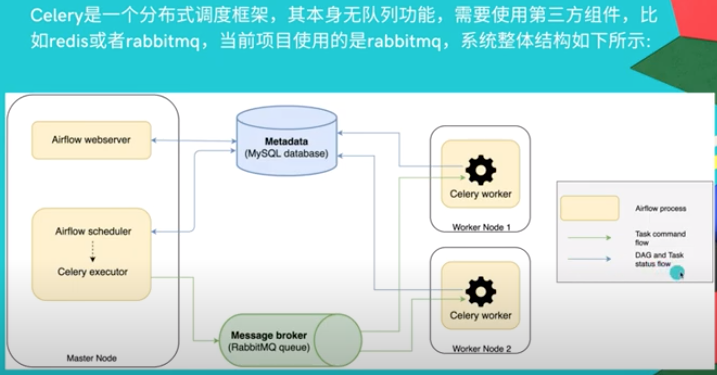 Celery是一个分布式调度框架，其本身无队列功能，需要使用第三方组件，比
如redis或者rabbitmq，当前项目使用的是rabbitmq，系统整体结构如下所示:
Airflow webserver
Metadata
(MySQL database)
Airflow scheduler
Celery executor
Master Node
Message broker
(RabbitMQ queue)
Celery worker
Worker Node 1
Celery worker
Worker Node 2
Airflow process
Task command
flow
DAG and Task
status flow